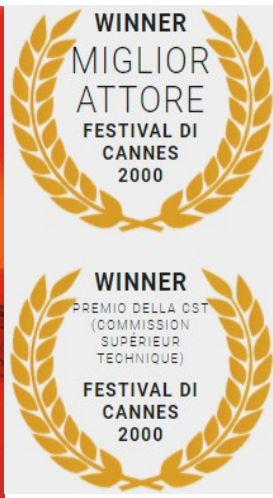 WINNER
MIGLIOR
ATTORE
FESTIVAL DI
CANNES
2000
WINNER
PREMIO DELLA CST
(COMMISSION
SUPÉRIEUR
TECHNIQUE)
FESTIVAL DI
CANNES
2000